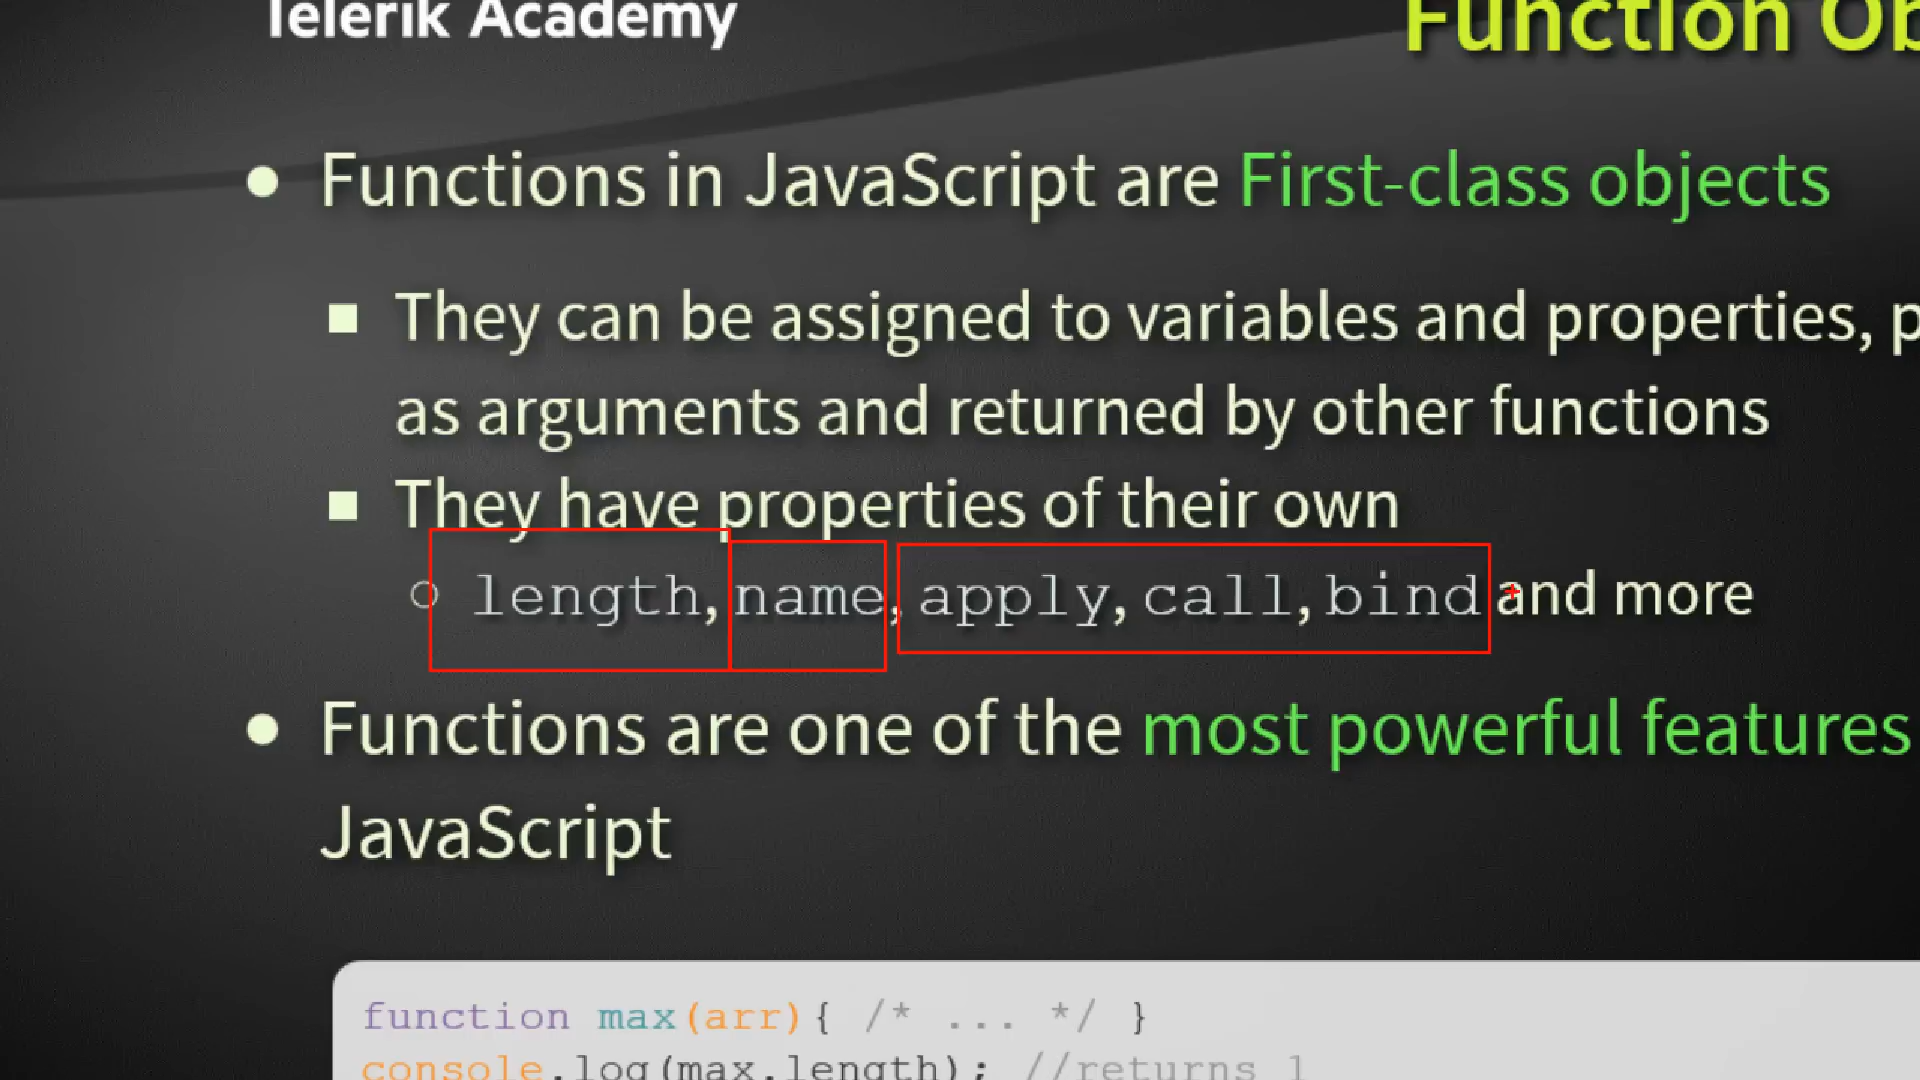 Telerik Academy
Function Ob
Functions in JavaScript are First-class objects
They can be assigned to variables and properties, p
as arguments and returned by other functions
They have properties of their own
length, name, apply, call, bind and more
Functions are one of the most powerful features
JavaScript
function max(arr){ /* ... */ }
console.log(max.length); //returns 1